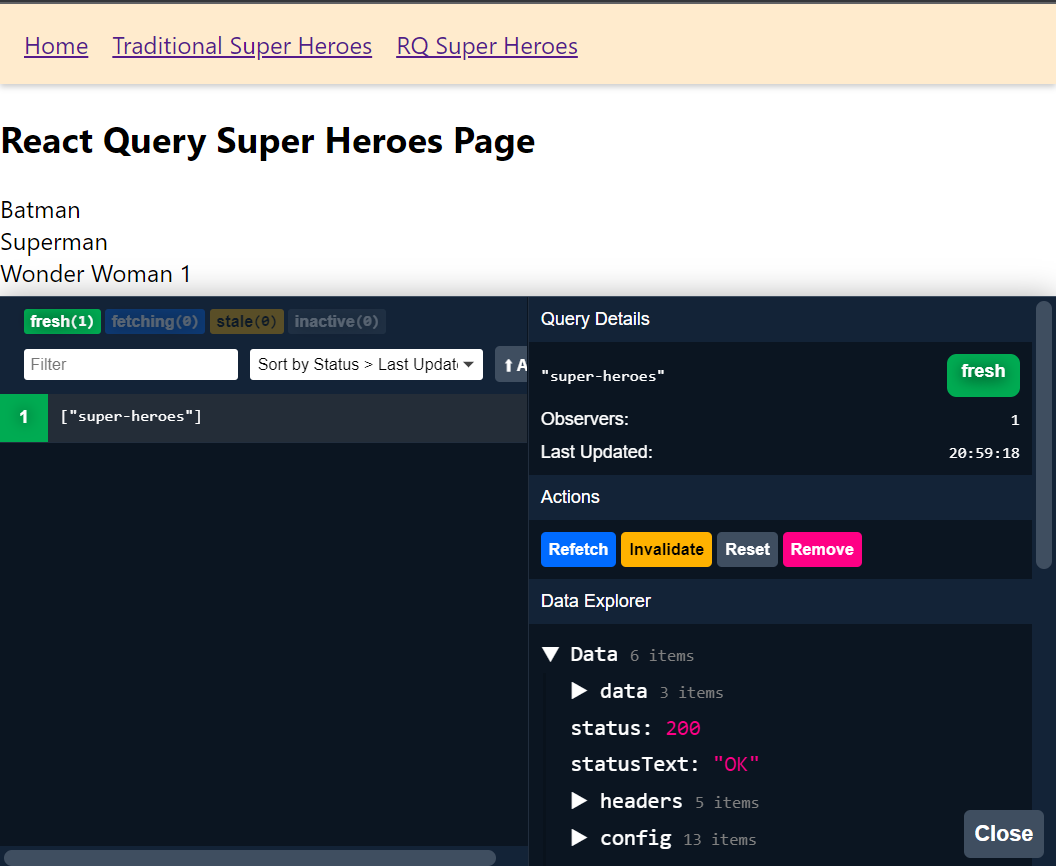 Home Traditional Super Heroes RQ Super Heroes
React Query Super Heroes Page
Batman
Superman
Wonder Woman 1
fresh(1) fetching(0) stale(0) inactive(0)
Filter Sort by Status > Last Updat
1 ["super-heroes"]
Query Details
"super-heroes" fresh
Observers: 1
Last Updated: 20:59:18
Actions
Refetch Invalidate Reset Remove
Data Explorer
▼ Data 6 items
▶ data 3 items
status: 200
statusText: "OK"
▶ headers 5 items
▶ config 13 items
Close